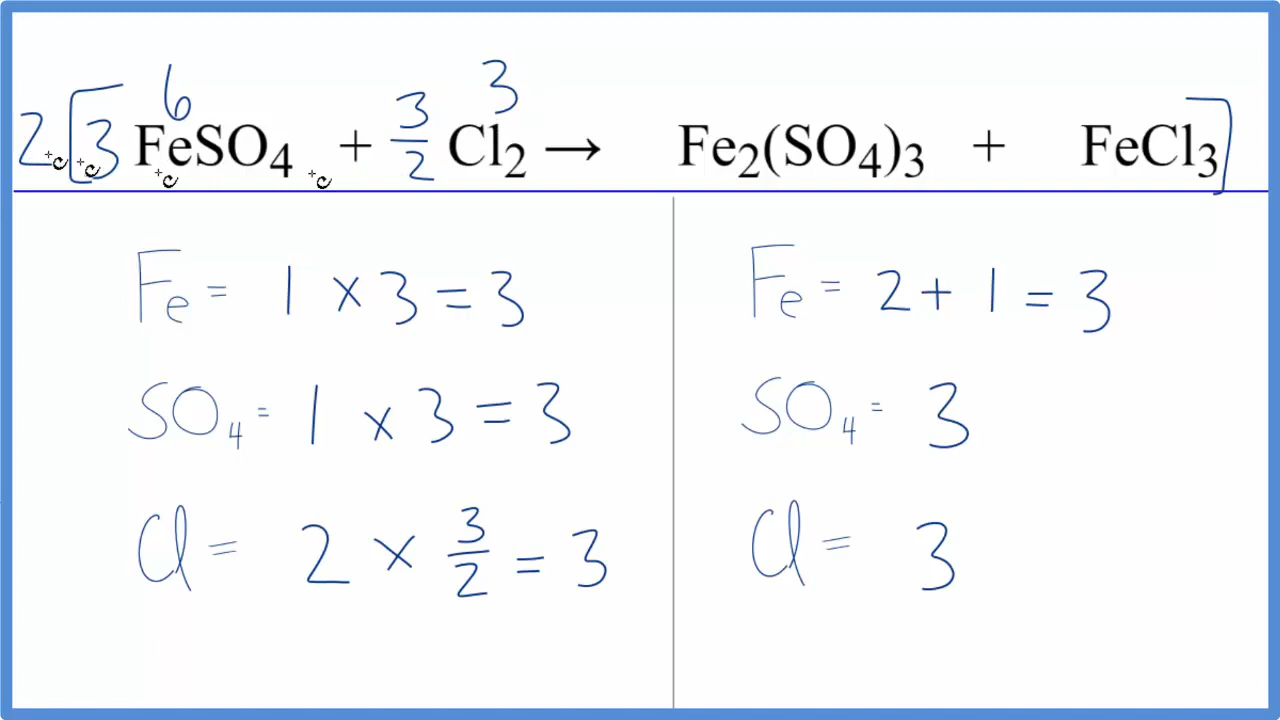 6 3
2[3 FeSO₄ + 3/2 Cl₂ → Fe₂(SO₄)₃ + FeCl₃]
Fe = 1 × 3 = 3
Fe = 2 + 1 = 3
SO₄ = 1 × 3 = 3
SO₄ = 3
Cl = 2 × 3/2 = 3
Cl = 3